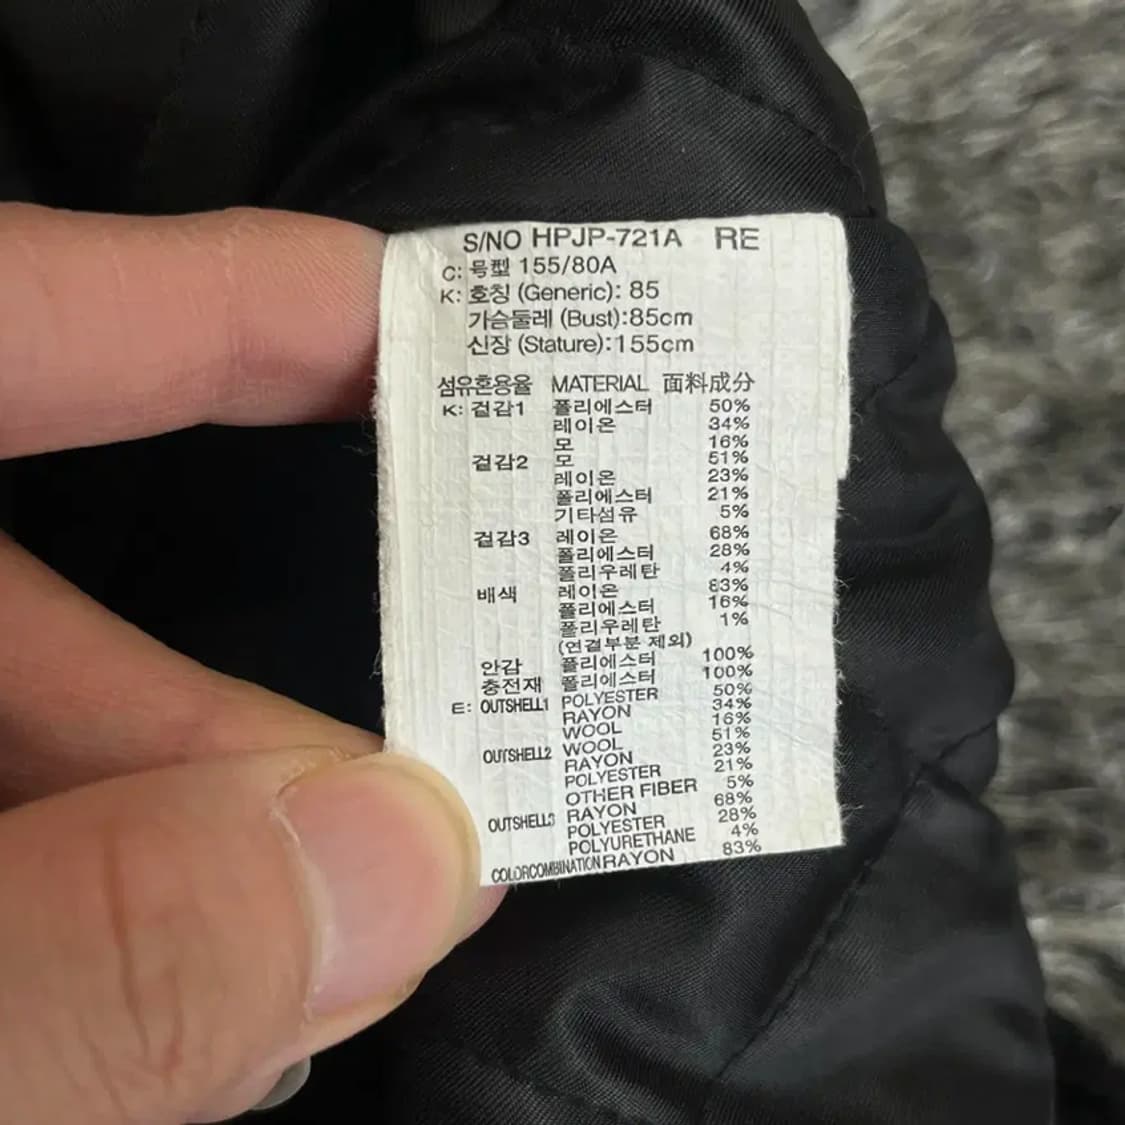 S/NO HPJP-721A RE
C: 号型 155/80A
K: 호칭 (Generic): 85
가슴둘레 (Bust):85cm
신장 (Stature):155cm
섬유혼용율 MATERIAL 面料成分
K: 겉감1 폴리에스터 50%
레이온 34%
모 16%
겉감2 모 51%
레이온 23%
폴리에스터 21%
기타섬유 5%
겉감3 레이온 68%
폴리에스터 28%
폴리우레탄 4%
배색 레이온 83%
폴리에스터 16%
폴리우레탄 1%
(연결부분 제외)
안감 폴리에스터 100%
충전재 폴리에스터 100%
E: OUTSHELL1 POLYESTER 50%
RAYON 34%
WOOL 16%
OUTSHELL2 WOOL 51%
RAYON 23%
POLYESTER 21%
OTHER FIBER 5%
OUTSHELL3 RAYON 68%
POLYESTER 28%
POLYURETHANE 4%
COLORCOMBINATION RAYON 83%